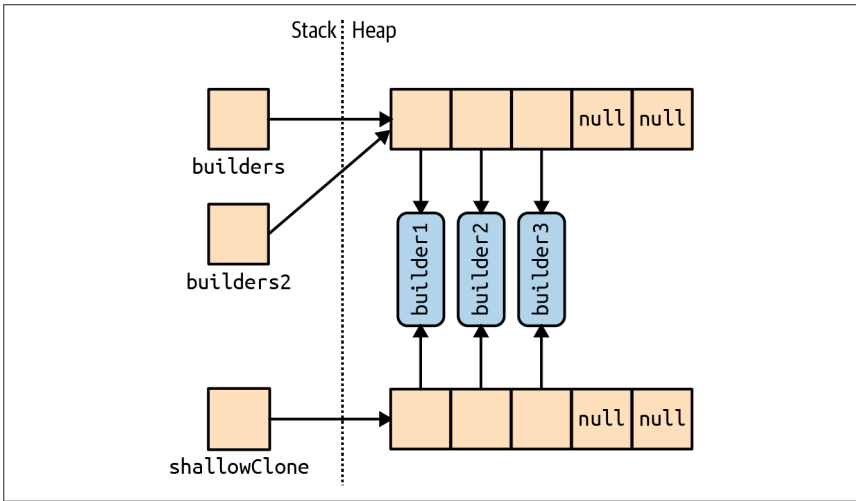 Stack Heap
null null
builders
builders2
builder1 builder2 builder3
null null
shallowClone